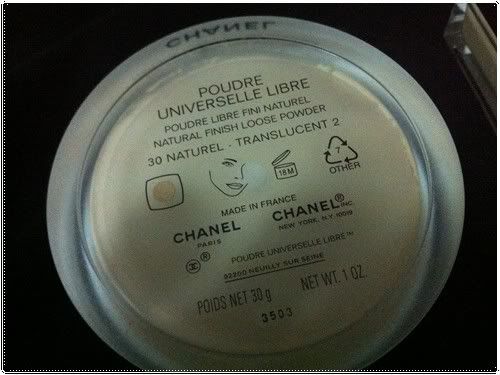 CHANEL
POUDRE
UNIVERSELLE LIBRE
POUDRE LIBRE FINI NATUREL
NATURAL FINISH LOOSE POWDER
30 NATUREL - TRANSLUCENT 2
18M
7
OTHER
MADE IN FRANCE
CHANEL CHANEL® INC.
PARIS NEW YORK, N.Y. 10019
®
POUDRE UNIVERSELLE LIBRE™
92200 NEUILLY SUR SEINE
POIDS NET 30 g NET WT. 1 OZ.
3503